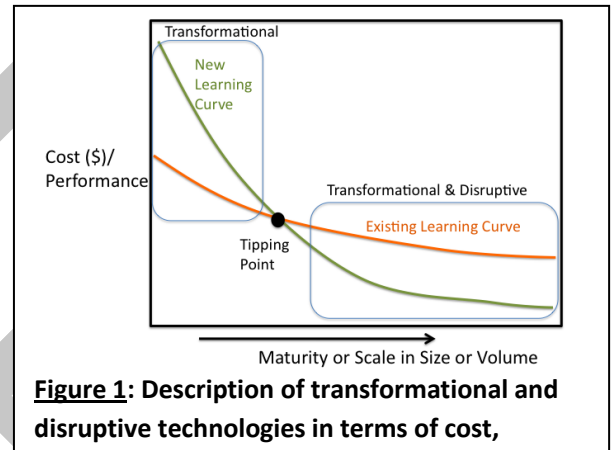 Transformational
New
Learning
Curve
Cost ($)/
Performance
Transformational & Disruptive
Existing Learning Curve
Tipping
Point
Maturity or Scale in Size or Volume
Figure 1: Description of transformational and
disruptive technologies in terms of cost,